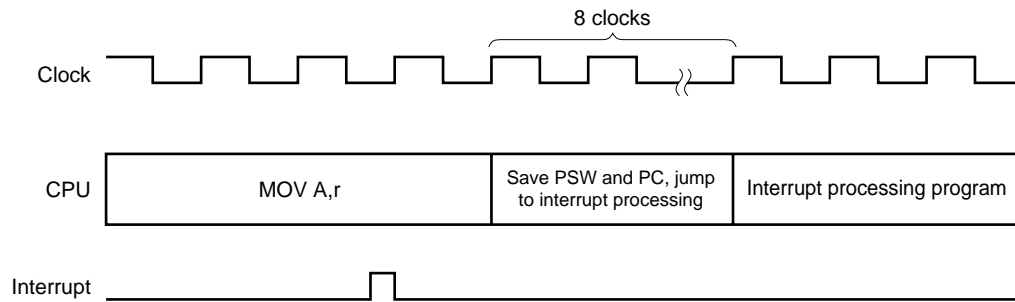 8 clocks
Clock
CPU
MOV A,r
Save PSW and PC, jump
to interrupt processing
Interrupt processing program
Interrupt